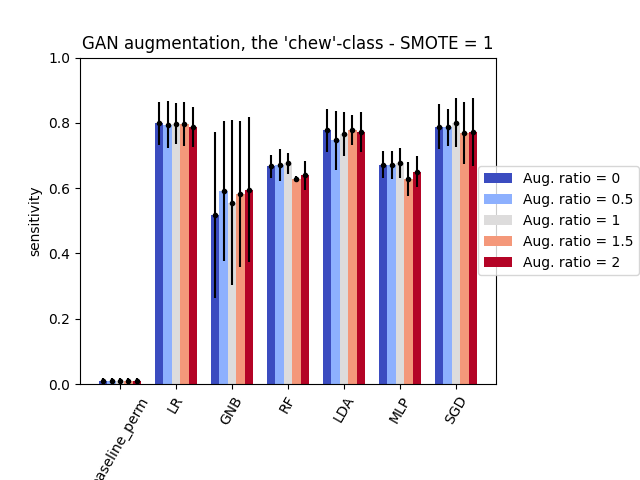 GAN augmentation, the 'chew'-class - SMOTE = 1
1.0
0.8
0.6
0.4
0.2
0.0
sensitivity
Aug. ratio = 0
Aug. ratio = 0.5
Aug. ratio = 1
Aug. ratio = 1.5
Aug. ratio = 2
aseline_perm
LR
GNB
RF
LDA
MLP
SGD